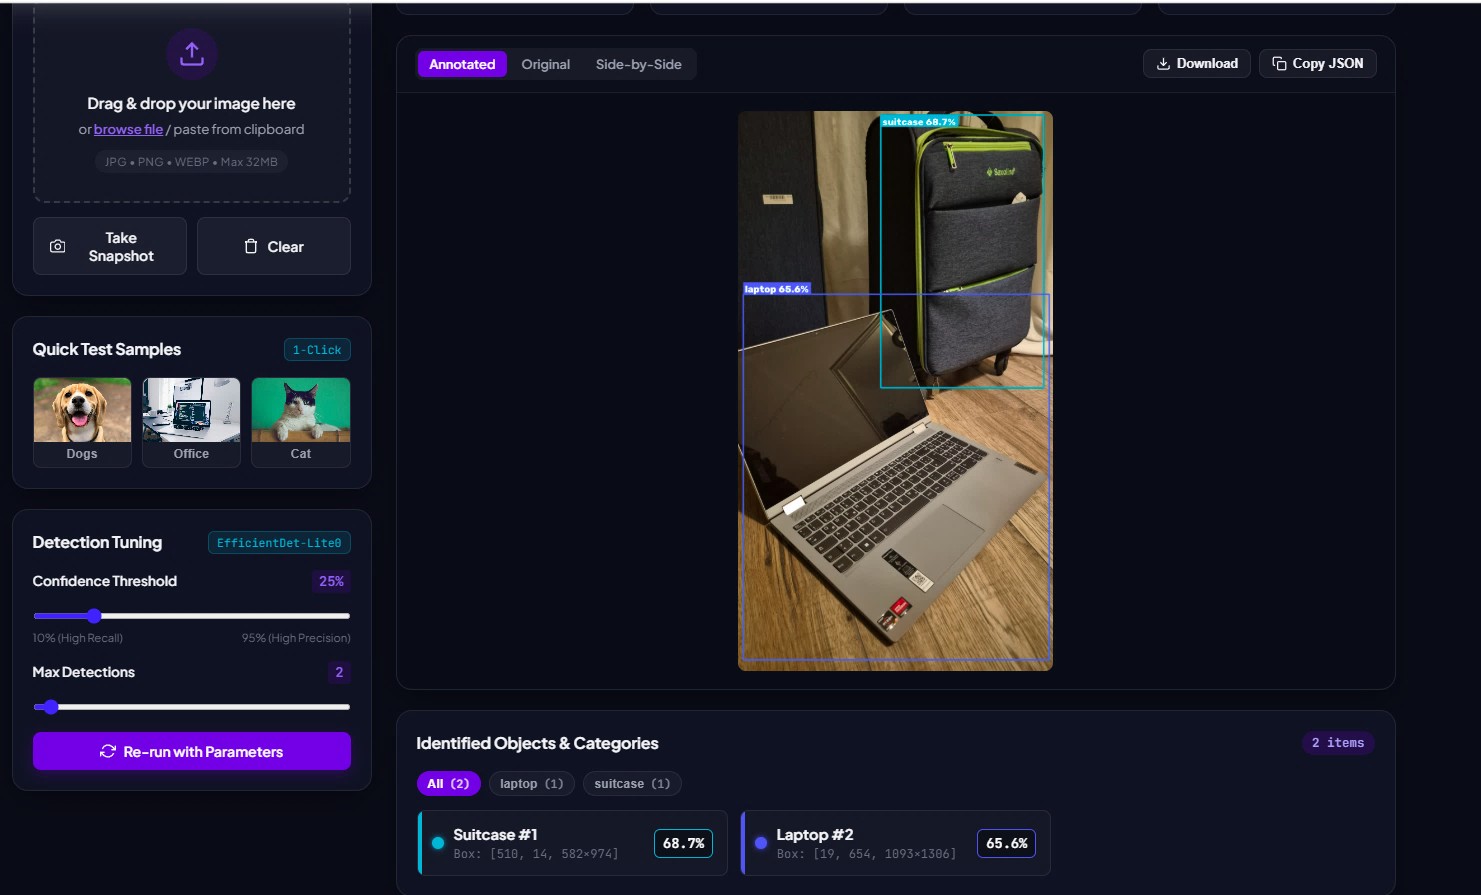 Drag & drop your image here
or browse file / paste from clipboard
JPG • PNG • WEBP • Max 32MB
Take
Snapshot
Clear
Quick Test Samples
1-Click
Dogs
Office
Cat
Detection Tuning
EfficientDet-Lite0
Confidence Threshold
25%
10% (High Recall)
95% (High Precision)
Max Detections
2
Re-run with Parameters
Annotated
Original
Side-by-Side
Download
Copy JSON
suitcase 68.7%
laptop 65.6%
Identified Objects & Categories
2 items
All (2)
laptop (1)
suitcase (1)
Suitcase #1
Box: [510, 14, 582×974]
68.7%
Laptop #2
Box: [19, 654, 1093×1306]
65.6%